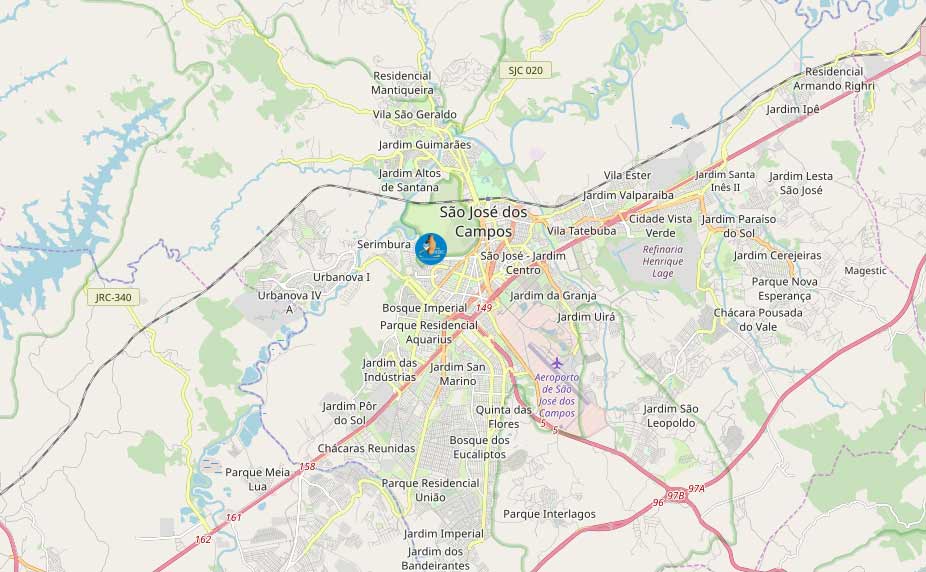 SJC 020
Residencial
Mantiqueira
Residencial
Armando Righri
Jardim Ipê
Vila São Geraldo
Jardim Guimarães
Jardim Altos
de Santana
Vila Ester
Jardim Santa
Inês II
Jardim Lesta
São José
Jardim Valparaiba
São José dos
Campos
Cidade Vista
Verde
Jardim Paraiso
do Sol
Vila Tatebuba
Serimbura
Refinaria
Henrique
Lage
São José - Jardim
Centro
Jardim Cerejeiras
Urbanova I
Magestic
Parque Nova
Esperança
JRC-340
Urbanova IV
A
Jardim da Granja
Bosque Imperial
149
Jardim Uirá
Chácara Pousada
do Vale
Parque Residencial
Aquarius
Jardim das
Indústrias
Jardim San
Marino
Aeroporto
de São
José dos
Campos
Jardim Pôr
do Sol
Quinta das
Flores
Jardim São
Leopoldo
5
5
Bosque dos
Eucaliptos
Chácaras Reunidas
158
Parque Meia
Lua
Parque Residencial
União
97A
97B
96
161
Parque Interlagos
162
Jardim Imperial
Jardim dos
Bandeirantes